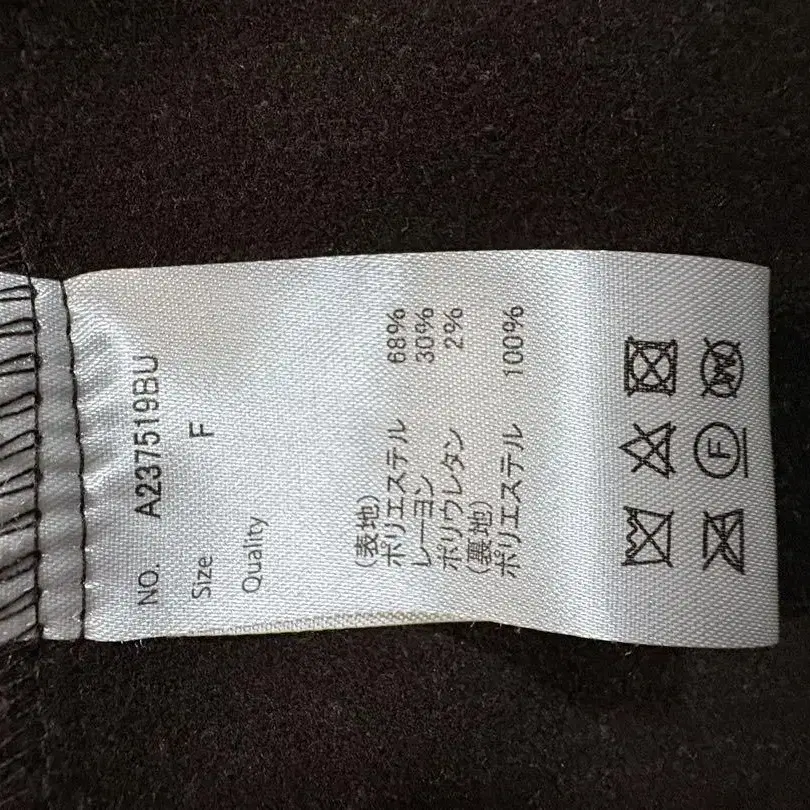 NO. A237519BU
Size F
Quality
(表地)
ポリエステル 68%
レーヨン 30%
ポリウレタン 2%
(裏地)
ポリエステル 100%
F
W